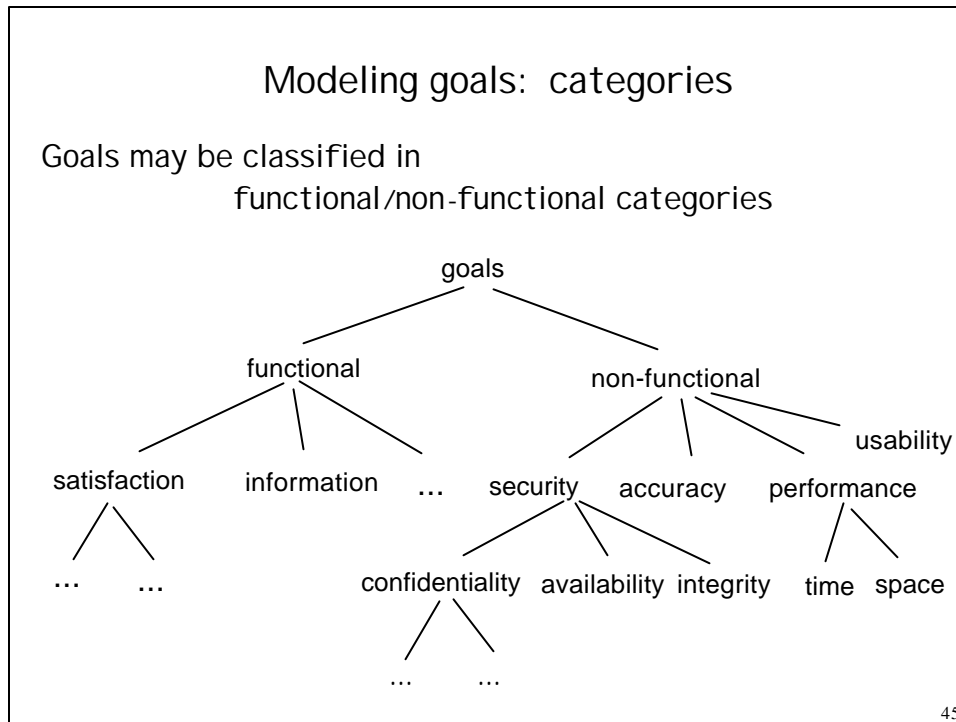 Modeling goals: categories
Goals may be classified in
functional/non-functional categories
goals
functional
non-functional
usability
satisfaction
information
...
security
accuracy
performance
...
...
confidentiality
availability
integrity
time
space
...
...
45